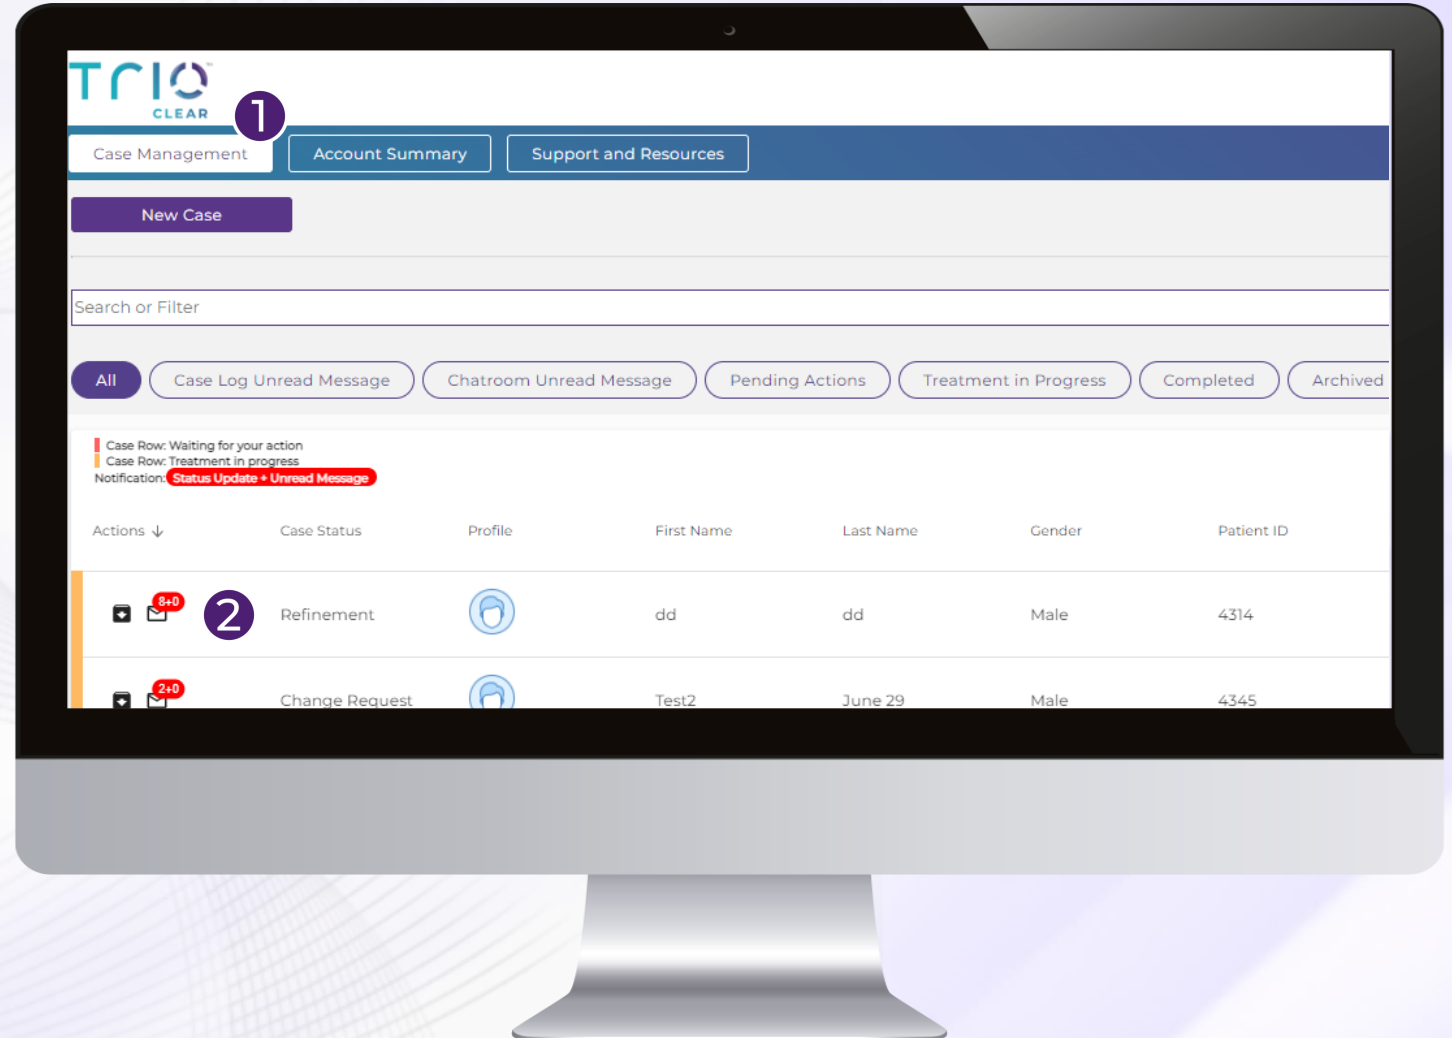 TRIO™
CLEAR
1
Case Management
Account Summary
Support and Resources
New Case
Search or Filter
All
Case Log Unread Message
Chatroom Unread Message
Pending Actions
Treatment in Progress
Completed
Archived
Case Row: Waiting for your action
Case Row: Treatment in progress
Notification: Status Update + Unread Message
Actions ↓ Case Status Profile First Name Last Name Gender Patient ID
8+0 2 Refinement dd dd Male 4314
2+0 Change Request Test2 June 29 Male 4345